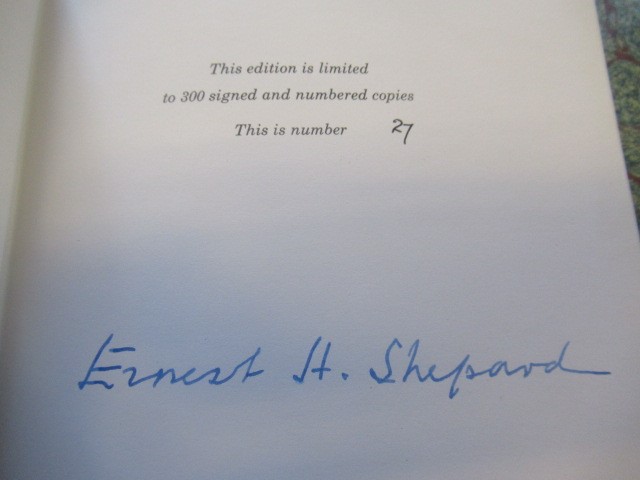 This edition is limited
to 300 signed and numbered copies
This is number 27
Ernest H. Shepard